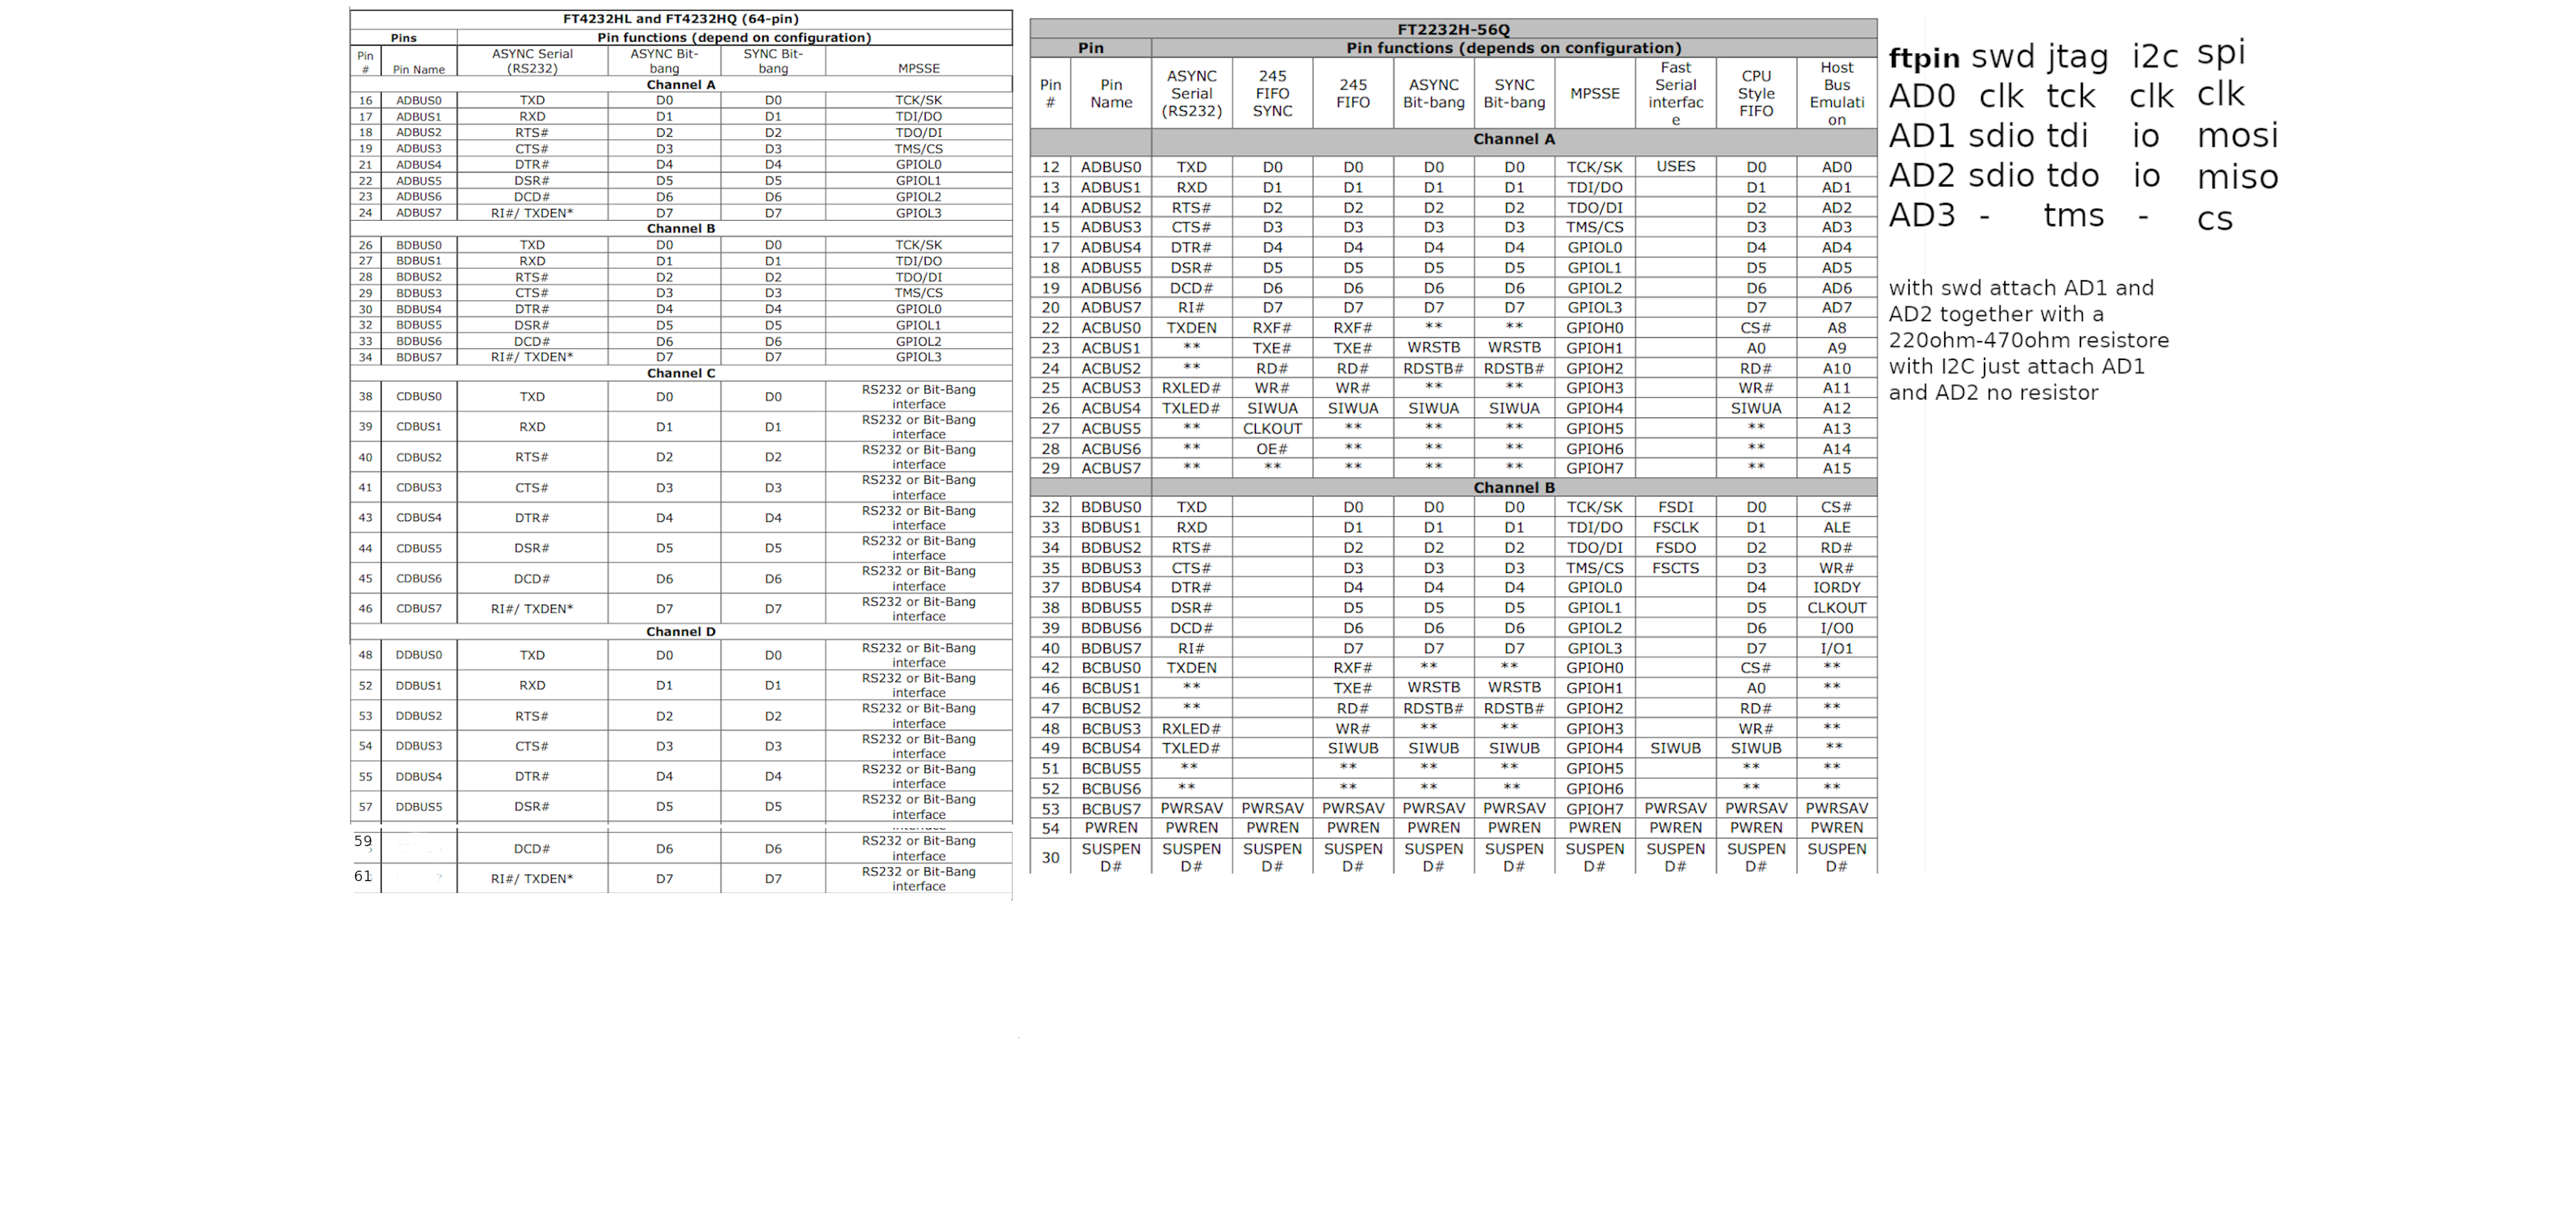 FT4232HL and FT4232HQ (64-pin)
Pins Pin functions (depend on configuration)
Pin # Pin Name ASYNC Serial (RS232) ASYNC Bit-bang SYNC Bit-bang MPSSE
Channel A
16 ADBUS0 TXD D0 D0 TCK/SK
17 ADBUS1 RXD D1 D1 TDI/DO
18 ADBUS2 RTS# D2 D2 TDO/DI
19 ADBUS3 CTS# D3 D3 TMS/CS
21 ADBUS4 DTR# D4 D4 GPIOL0
22 ADBUS5 DSR# D5 D5 GPIOL1
23 ADBUS6 DCD# D6 D6 GPIOL2
24 ADBUS7 RI#/ TXDEN* D7 D7 GPIOL3
Channel B
26 BDBUS0 TXD D0 D0 TCK/SK
27 BDBUS1 RXD D1 D1 TDI/DO
28 BDBUS2 RTS# D2 D2 TDO/DI
29 BDBUS3 CTS# D3 D3 TMS/CS
30 BDBUS4 DTR# D4 D4 GPIOL0
32 BDBUS5 DSR# D5 D5 GPIOL1
33 BDBUS6 DCD# D6 D6 GPIOL2
34 BDBUS7 RI#/ TXDEN* D7 D7 GPIOL3
Channel C
38 CDBUS0 TXD D0 D0 RS232 or Bit-Bang interface
39 CDBUS1 RXD D1 D1 RS232 or Bit-Bang interface
40 CDBUS2 RTS# D2 D2 RS232 or Bit-Bang interface
41 CDBUS3 CTS# D3 D3 RS232 or Bit-Bang interface
43 CDBUS4 DTR# D4 D4 RS232 or Bit-Bang interface
44 CDBUS5 DSR# D5 D5 RS232 or Bit-Bang interface
45 CDBUS6 DCD# D6 D6 RS232 or Bit-Bang interface
46 CDBUS7 RI#/ TXDEN* D7 D7 RS232 or Bit-Bang interface
Channel D
48 DDBUS0 TXD D0 D0 RS232 or Bit-Bang interface
52 DDBUS1 RXD D1 D1 RS232 or Bit-Bang interface
53 DDBUS2 RTS# D2 D2 RS232 or Bit-Bang interface
54 DDBUS3 CTS# D3 D3 RS232 or Bit-Bang interface
55 DDBUS4 DTR# D4 D4 RS232 or Bit-Bang interface
57 DDBUS5 DSR# D5 D5 RS232 or Bit-Bang interface
59 DCD# D6 D6 RS232 or Bit-Bang interface
61 RI#/ TXDEN* D7 D7 RS232 or Bit-Bang interface
FT2232H-56Q
Pin Pin functions (depends on configuration)
Pin # Pin Name ASYNC Serial (RS232) 245 FIFO SYNC 245 FIFO ASYNC Bit-bang SYNC Bit-bang MPSSE Fast Serial interfac e CPU Style FIFO Host Bus Emulati on
Channel A
12 ADBUS0 TXD D0 D0 D0 D0 TCK/SK USES D0 AD0
13 ADBUS1 RXD D1 D1 D1 D1 TDI/DO D1 AD1
14 ADBUS2 RTS# D2 D2 D2 D2 TDO/DI D2 AD2
15 ADBUS3 CTS# D3 D3 D3 D3 TMS/CS D3 AD3
17 ADBUS4 DTR# D4 D4 D4 D4 GPIOL0 D4 AD4
18 ADBUS5 DSR# D5 D5 D5 D5 GPIOL1 D5 AD5
19 ADBUS6 DCD# D6 D6 D6 D6 GPIOL2 D6 AD6
20 ADBUS7 RI# D7 D7 D7 D7 GPIOL3 D7 AD7
22 ACBUS0 TXDEN RXF# RXF# ** ** GPIOH0 CS# A8
23 ACBUS1 ** TXE# TXE# WRSTB WRSTB GPIOH1 A0 A9
24 ACBUS2 ** RD# RD# RDSTB# RDSTB# GPIOH2 RD# A10
25 ACBUS3 RXLED# WR# WR# ** ** GPIOH3 WR# A11
26 ACBUS4 TXLED# SIWUA SIWUA SIWUA SIWUA GPIOH4 SIWUA A12
27 ACBUS5 ** CLKOUT ** ** ** GPIOH5 ** A13
28 ACBUS6 ** OE# ** ** ** GPIOH6 ** A14
29 ACBUS7 ** ** ** ** ** GPIOH7 ** A15
Channel B
32 BDBUS0 TXD D0 D0 D0 TCK/SK FSDI D0 CS#
33 BDBUS1 RXD D1 D1 D1 TDI/DO FSCLK D1 ALE
34 BDBUS2 RTS# D2 D2 D2 TDO/DI FSDO D2 RD#
35 BDBUS3 CTS# D3 D3 D3 TMS/CS FSCTS D3 WR#
37 BDBUS4 DTR# D4 D4 D4 GPIOL0 D4 IORDY
38 BDBUS5 DSR# D5 D5 D5 GPIOL1 D5 CLKOUT
39 BDBUS6 DCD# D6 D6 D6 GPIOL2 D6 I/O0
40 BDBUS7 RI# D7 D7 D7 GPIOL3 D7 I/O1
42 BCBUS0 TXDEN RXF# ** ** GPIOH0 CS# **
46 BCBUS1 ** TXE# WRSTB WRSTB GPIOH1 A0 **
47 BCBUS2 ** RD# RDSTB# RDSTB# GPIOH2 RD# **
48 BCBUS3 RXLED# WR# ** ** GPIOH3 WR# **
49 BCBUS4 TXLED# SIWUB SIWUB SIWUB GPIOH4 SIWUB SIWUB **
51 BCBUS5 ** ** ** ** GPIOH5 ** **
52 BCBUS6 ** ** ** ** GPIOH6 ** **
53 BCBUS7 PWRSAV PWRSAV PWRSAV PWRSAV PWRSAV GPIOH7 PWRSAV PWRSAV PWRSAV
54 PWREN PWREN PWREN PWREN PWREN PWREN PWREN PWREN PWREN PWREN
30 SUSPEN D# SUSPEN D# SUSPEN D# SUSPEN D# SUSPEN D# SUSPEN D# SUSPEN D# SUSPEN D# SUSPEN D# SUSPEN D#
ftpin swd jtag i2c spi
AD0 clk tck clk clk
AD1 sdio tdi io mosi
AD2 sdio tdo io miso
AD3 - tms - cs
with swd attach AD1 and
AD2 together with a
220ohm-470ohm resistore
with I2C just attach AD1
and AD2 no resistor